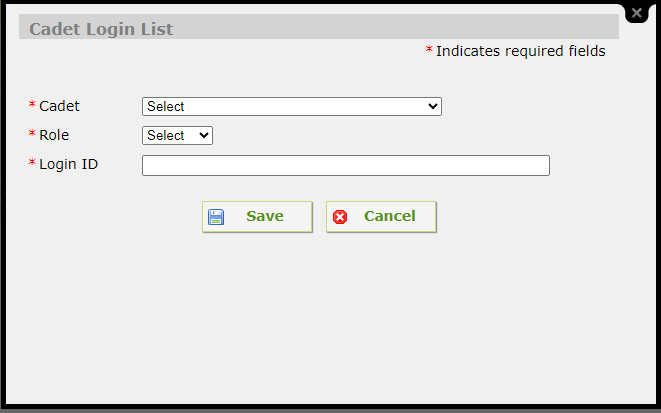 Cadet Login List
* Indicates required fields
* Cadet Select
* Role Select
* Login ID
Save Cancel